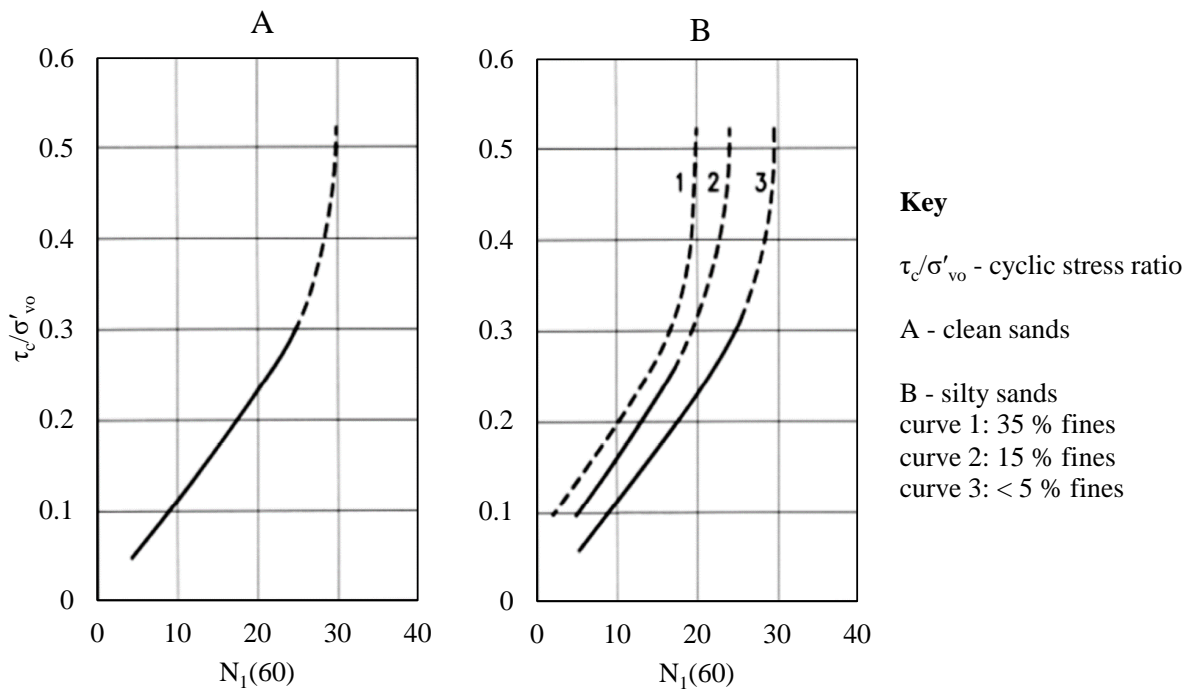 A
0.6
0.5
0.4
0.3
0.2
0.1
0
τc/σ′vo
0 10 20 30 40
N1(60)
B
0.6
0.5
0.4
0.3
0.2
0.1
0
1 2 3
0 10 20 30 40
N1(60)
Key
τc/σ′vo - cyclic stress ratio
A - clean sands
B - silty sands
curve 1: 35 % fines
curve 2: 15 % fines
curve 3: < 5 % fines